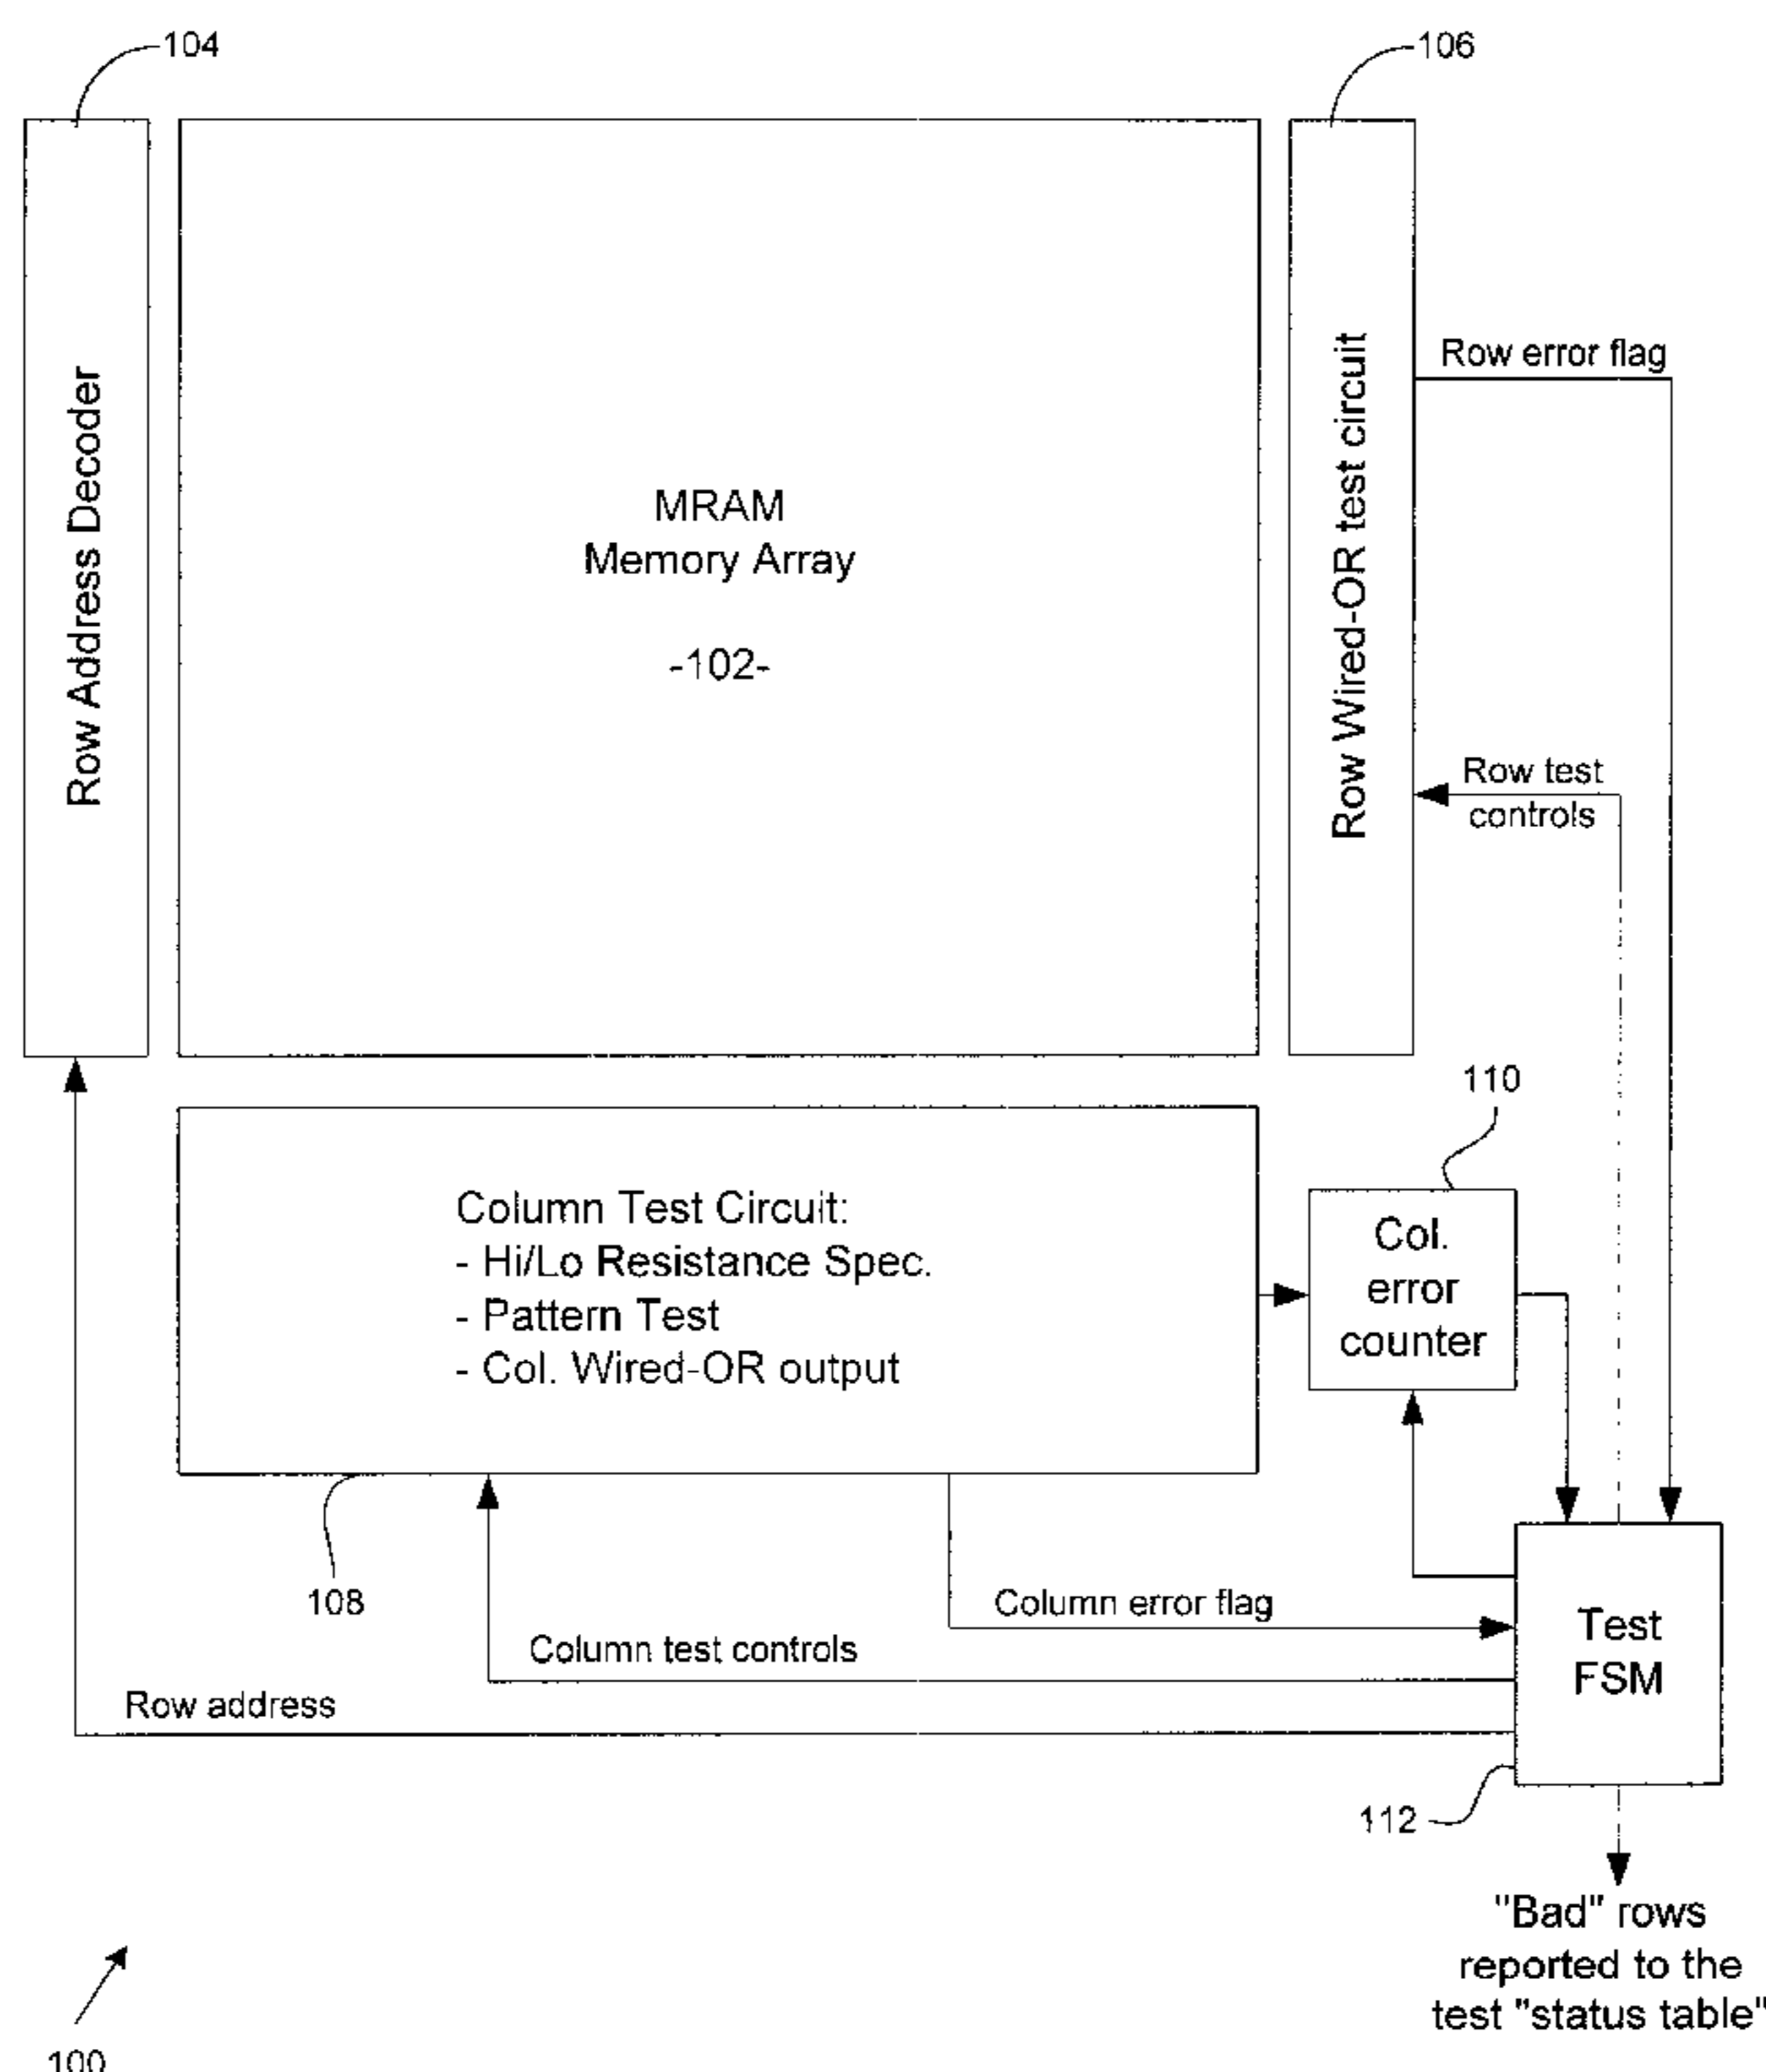 104
106
Row Address Decoder
MRAM
Memory Array
-102-
Row Wired-OR test circuit
Row error flag
Row test
controls
110
Column Test Circuit:
- Hi/Lo Resistance Spec.
- Pattern Test
- Col. Wired-OR output
Col.
error
counter
108
Column error flag
Column test controls
Row address
Test
FSM
112
"Bad" rows
reported to the
test "status table"
100